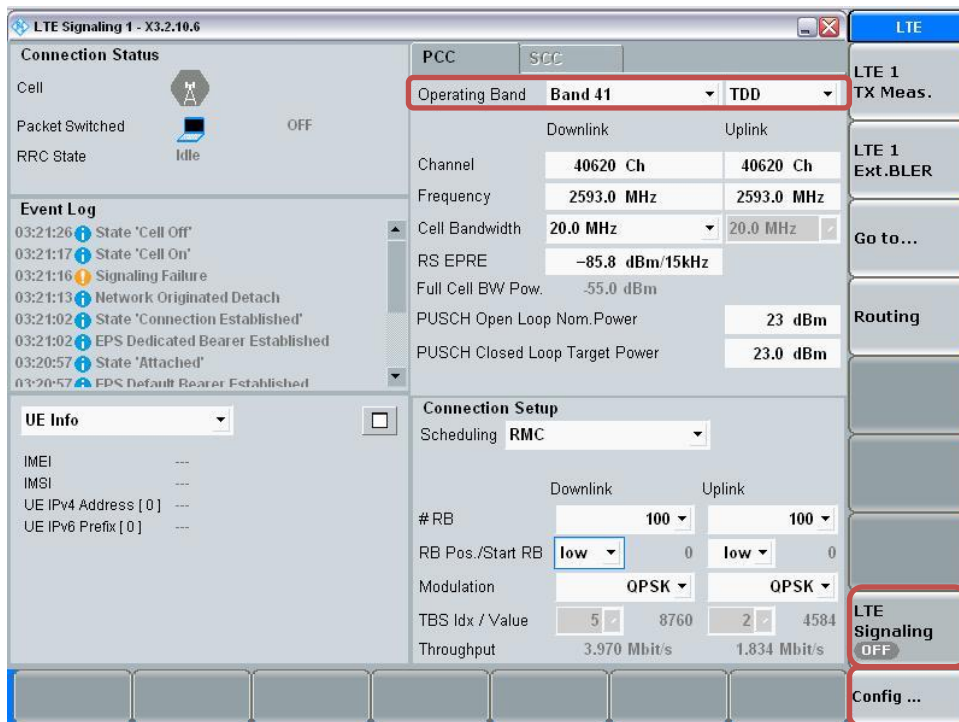 LTE Signaling 1 - X3.2.10.6
Connection Status
Cell
Packet Switched OFF
RRC State Idle
Event Log
03:21:26 State 'Cell Off'
03:21:17 State 'Cell On'
03:21:16 Signaling Failure
03:21:13 Network Originated Detach
03:21:02 State 'Connection Established'
03:21:02 EPS Dedicated Bearer Established
03:20:57 State 'Attached'
03:20:57 EPS Default Bearer Established
UE Info
IMEI ---
IMSI ---
UE IPv4 Address [ 0 ] ---
UE IPv6 Prefix [ 0 ] ---
PCC SCC
Operating Band Band 41 TDD
Downlink Uplink
Channel 40620 Ch 40620 Ch
Frequency 2593.0 MHz 2593.0 MHz
Cell Bandwidth 20.0 MHz 20.0 MHz
RS EPRE −85.8 dBm/15kHz
Full Cell BW Pow. -55.0 dBm
PUSCH Open Loop Nom.Power 23 dBm
PUSCH Closed Loop Target Power 23.0 dBm
Connection Setup
Scheduling RMC
Downlink Uplink
# RB 100 100
RB Pos./Start RB low 0 low 0
Modulation QPSK QPSK
TBS Idx / Value 5 8760 2 4584
Throughput 3.970 Mbit/s 1.834 Mbit/s
LTE
LTE 1
TX Meas.
LTE 1
Ext.BLER
Go to...
Routing
LTE
Signaling
OFF
Config ...